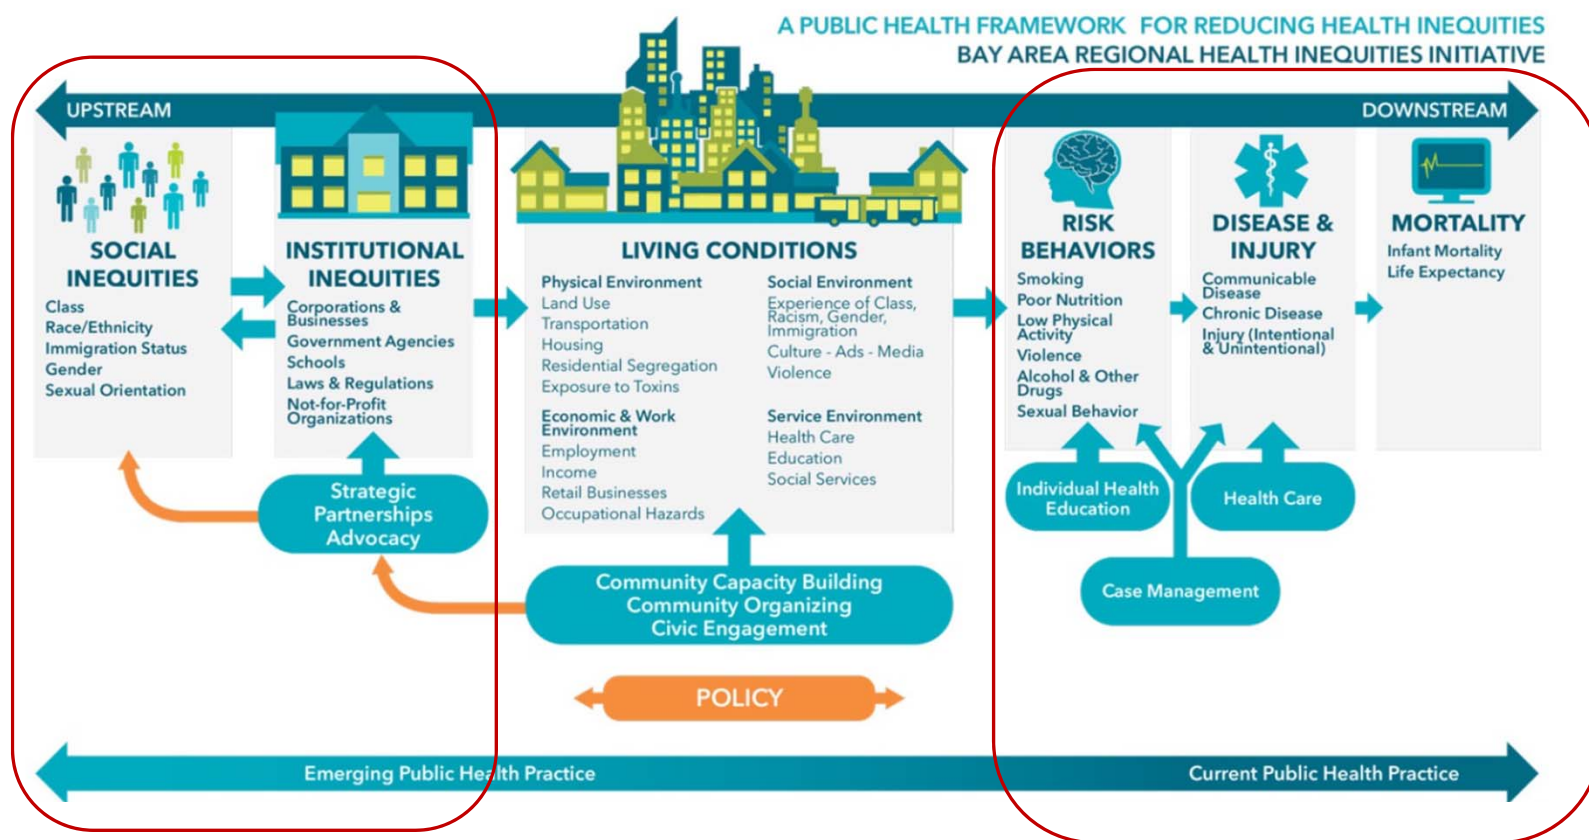 A PUBLIC HEALTH FRAMEWORK FOR REDUCING HEALTH INEQUITIES
BAY AREA REGIONAL HEALTH INEQUITIES INITIATIVE
UPSTREAM
DOWNSTREAM
SOCIAL
INEQUITIES
Class
Race/Ethnicity
Immigration Status
Gender
Sexual Orientation
INSTITUTIONAL
INEQUITIES
Corporations &
Businesses
Government Agencies
Schools
Laws & Regulations
Not-for-Profit
Organizations
Strategic
Partnerships
Advocacy
LIVING CONDITIONS
Physical Environment
Land Use
Transportation
Housing
Residential Segregation
Exposure to Toxins
Economic & Work
Environment
Employment
Income
Retail Businesses
Occupational Hazards
Social Environment
Experience of Class,
Racism, Gender,
Immigration
Culture - Ads - Media
Violence
Service Environment
Health Care
Education
Social Services
Community Capacity Building
Community Organizing
Civic Engagement
POLICY
RISK
BEHAVIORS
Smoking
Poor Nutrition
Low Physical
Activity
Violence
Alcohol & Other
Drugs
Sexual Behavior
DISEASE &
INJURY
Communicable
Disease
Chronic Disease
Injury (Intentional
& Unintentional)
MORTALITY
Infant Mortality
Life Expectancy
Individual Health
Education
Health Care
Case Management
Emerging Public Health Practice
Current Public Health Practice